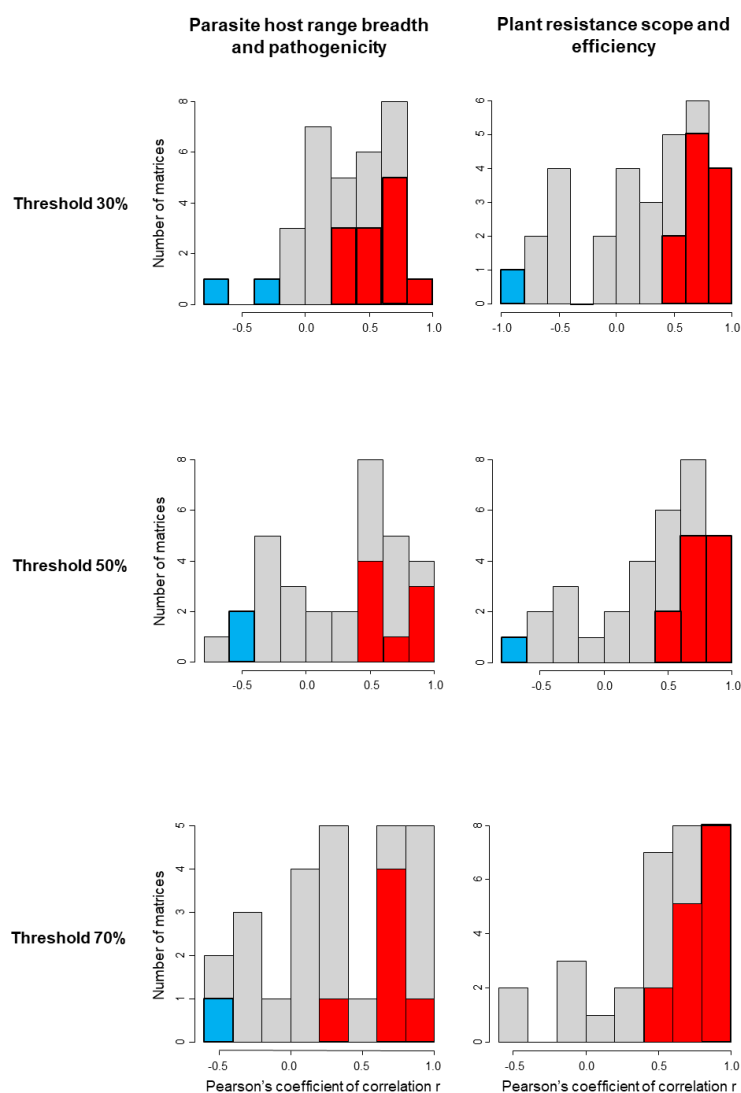 Parasite host range breadth
and pathogenicity
Plant resistance scope and
efficiency
Threshold 30%
Number of matrices
0 2 4 6 8
-0.5 0.0 0.5 1.0
0 1 2 3 4 5 6
-1.0 -0.5 0.0 0.5 1.0
Threshold 50%
Number of matrices
0 2 4 6 8
-0.5 0.0 0.5 1.0
0 2 4 6 8
-0.5 0.0 0.5 1.0
Threshold 70%
Number of matrices
0 1 2 3 4 5
-0.5 0.0 0.5 1.0
Pearson's coefficient of correlation r
0 2 4 6 8
-0.5 0.0 0.5 1.0
Pearson's coefficient of correlation r